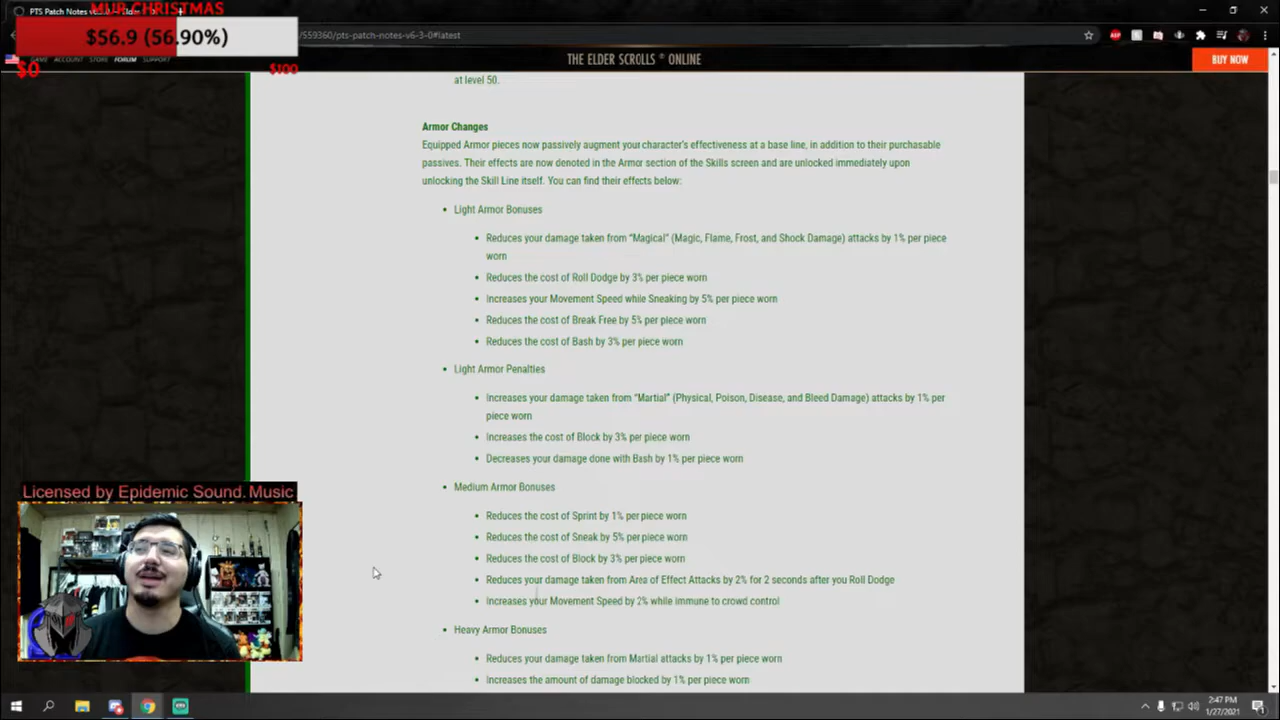 MUB CHRISTMAS
$56.9 (56.90%)
$0
$100
559360/pts-patch-notes-v6-3-0#latest
GAME ACCOUNT STORE FORUM SUPPORT
THE ELDER SCROLLS ONLINE
BUY NOW
at level 50.
Armor Changes
Equipped Armor pieces now passively augment your character's effectiveness at a base line, in addition to their purchasable
passives. Their effects are now denoted in the Armor section of the Skills screen and are unlocked immediately upon
unlocking the Skill Line itself. You can find their effects below:
• Light Armor Bonuses
• Reduces your damage taken from “Magical” (Magic, Flame, Frost, and Shock Damage) attacks by 1% per piece
worn
• Reduces the cost of Roll Dodge by 3% per piece worn
• Increases your Movement Speed while Sneaking by 5% per piece worn
• Reduces the cost of Break Free by 5% per piece worn
• Reduces the cost of Bash by 3% per piece worn
• Light Armor Penalties
• Increases your damage taken from “Martial” (Physical, Poison, Disease, and Bleed Damage) attacks by 1% per
piece worn
• Increases the cost of Block by 3% per piece worn
• Decreases your damage done with Bash by 1% per piece worn
• Medium Armor Bonuses
• Reduces the cost of Sprint by 1% per piece worn
• Reduces the cost of Sneak by 5% per piece worn
• Reduces the cost of Block by 3% per piece worn
• Reduces your damage taken from Area of Effect Attacks by 2% for 2 seconds after you Roll Dodge
• Increases your Movement Speed by 2% while immune to crowd control
• Heavy Armor Bonuses
• Reduces your damage taken from Martial attacks by 1% per piece worn
• Increases the amount of damage blocked by 1% per piece worn
Licensed by Epidemic Sound. Music
2:47 PM
1/27/2021